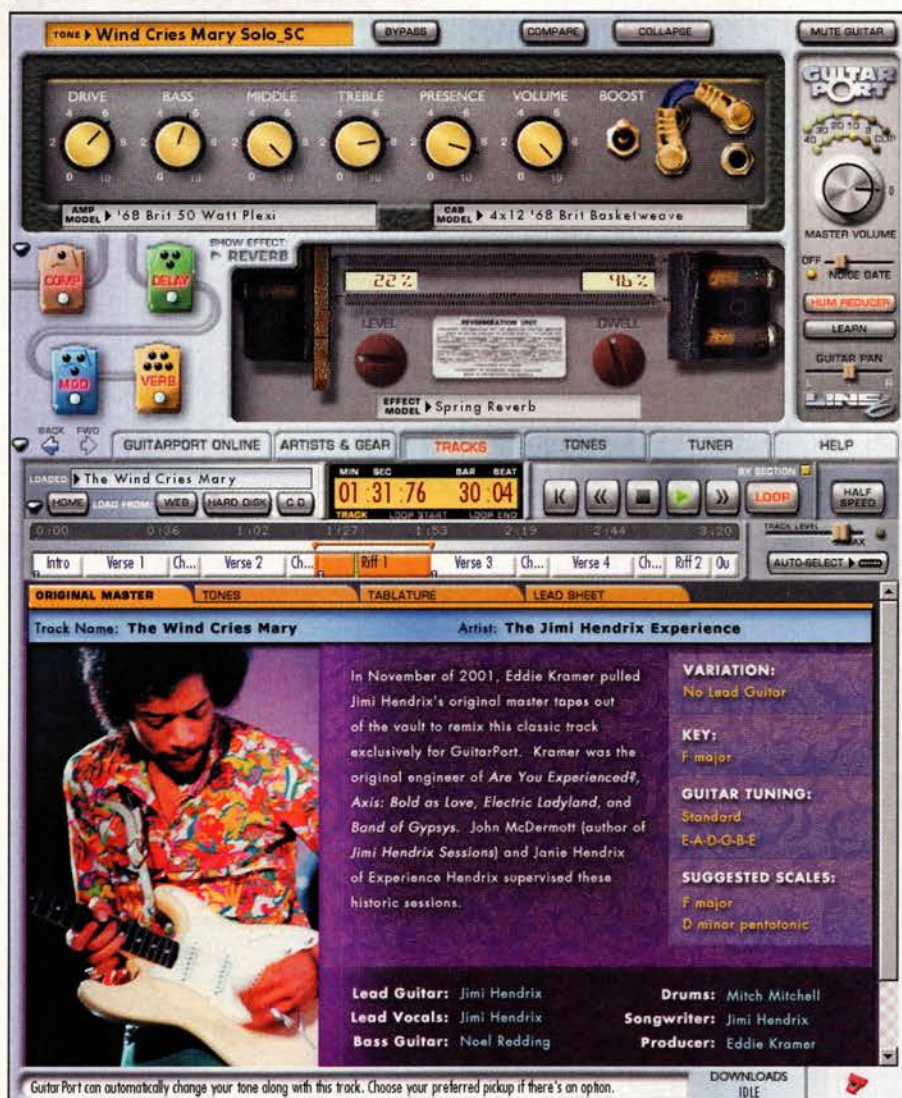 TONE Wind Cries Mary Solo_SC
BYPASS
COMPARE
COLLAPSE
MUTE GUITAR
DRIVE BASS MIDDLE TREBLE PRESENCE VOLUME BOOST
AMP MODEL '68 Brit 50 Watt Plexi
CAB MODEL 4x12 '68 Brit Basketweave
GUITAR PORT
40 30 20 10 8 CLIP
MASTER VOLUME
OFF
NOISE GATE
HUM REDUCER
LEARN
GUITAR PAN
L R
LINE 6
COMP
DELAY
MOD
VERB
SHOW EFFECT:
REVERB
22% 46%
LEVEL
REVERBERATION UNIT
DWELL
EFFECT MODEL Spring Reverb
BACK FWD
GUITARPORT ONLINE ARTISTS & GEAR TRACKS TONES TUNER HELP
LOADED The Wind Cries Mary
HOME LOAD FROM: WEB HARD DISK CD
MIN SEC BAR BEAT
01:31:76 30:04
TRACK LOOP START LOOP END
BY SECTION
LOOP
HALF SPEED
0:00 0:36 1:02 1:27 1:53 2:19 2:44 3:20
TRACK LEVEL
MAX
Intro Verse 1 Ch... Verse 2 Ch... Riff 1 Verse 3 Ch... Verse 4 Ch... Riff 2 Ou
AUTO-SELECT
ORIGINAL MASTER TONES TABLATURE LEAD SHEET
Track Name: The Wind Cries Mary Artist: The Jimi Hendrix Experience
In November of 2001, Eddie Kramer pulled
Jimi Hendrix's original master tapes out
of the vault to remix this classic track
exclusively for GuitarPort. Kramer was the
original engineer of Are You Experienced?,
Axis: Bold as Love, Electric Ladyland, and
Band of Gypsys. John McDermott (author of
Jimi Hendrix Sessions) and Janie Hendrix
of Experience Hendrix supervised these
historic sessions.
VARIATION:
No Lead Guitar
KEY:
F major
GUITAR TUNING:
Standard
E-A-D-G-B-E
SUGGESTED SCALES:
F major
D minor pentatonic
Lead Guitar: Jimi Hendrix
Lead Vocals: Jimi Hendrix
Bass Guitar: Noel Redding
Drums: Mitch Mitchell
Songwriter: Jimi Hendrix
Producer: Eddie Kramer
GuitarPort can automatically change your tone along with this track. Choose your preferred pickup if there's an option.
DOWNLOADS
IDLE